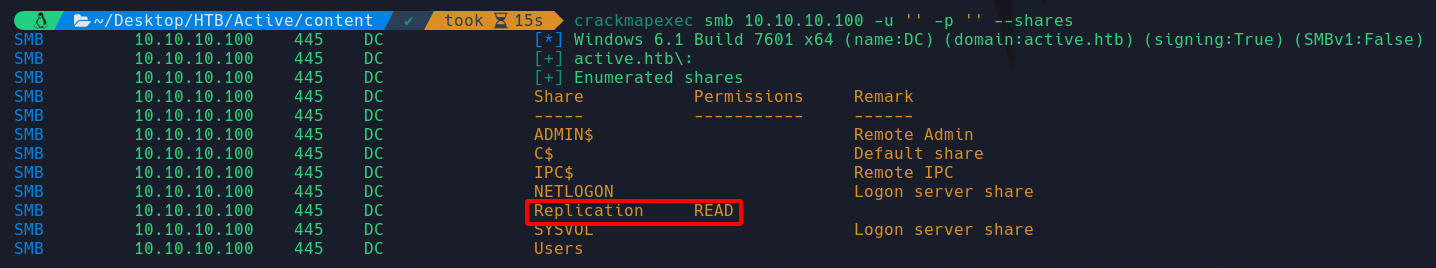 ~/Desktop/HTB/Active/content ✔ took ⌛ 15s crackmapexec smb 10.10.10.100 -u '' -p '' --shares
SMB 10.10.10.100 445 DC [*] Windows 6.1 Build 7601 x64 (name:DC) (domain:active.htb) (signing:True) (SMBv1:False)
SMB 10.10.10.100 445 DC [+] active.htb\:
SMB 10.10.10.100 445 DC [+] Enumerated shares
SMB 10.10.10.100 445 DC Share Permissions Remark
SMB 10.10.10.100 445 DC ----- ----------- ------
SMB 10.10.10.100 445 DC ADMIN$ Remote Admin
SMB 10.10.10.100 445 DC C$ Default share
SMB 10.10.10.100 445 DC IPC$ Remote IPC
SMB 10.10.10.100 445 DC NETLOGON Logon server share
SMB 10.10.10.100 445 DC Replication READ
SMB 10.10.10.100 445 DC SYSVOL Logon server share
SMB 10.10.10.100 445 DC Users